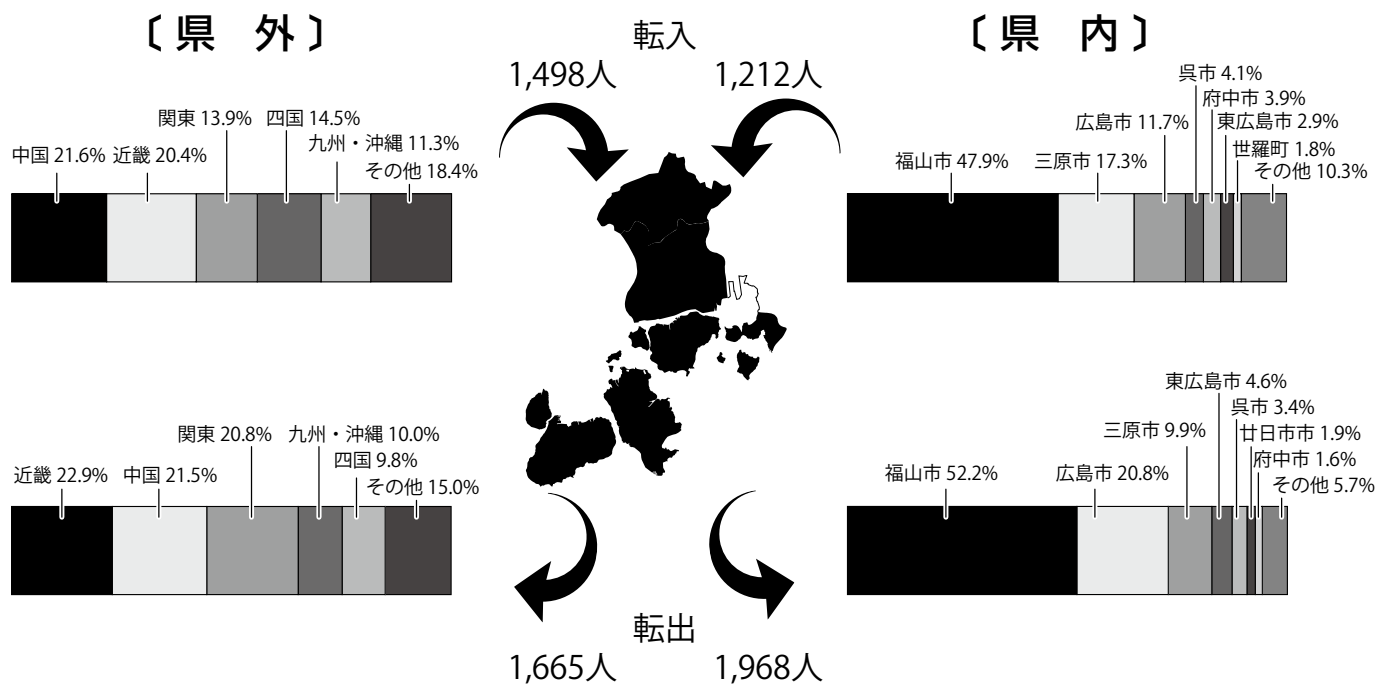 〔 県　外 〕
転入
〔 県　内 〕
1,498人
1,212人
関東 13.9%
四国 14.5%
中国 21.6%
近畿 20.4%
九州・沖縄 11.3%
その他 18.4%
呉市 4.1%
府中市 3.9%
広島市 11.7%
東広島市 2.9%
福山市 47.9%
三原市 17.3%
世羅町 1.8%
その他 10.3%
関東 20.8%
九州・沖縄 10.0%
近畿 22.9%
中国 21.5%
四国 9.8%
その他 15.0%
東広島市 4.6%
呉市 3.4%
三原市 9.9%
廿日市市 1.9%
福山市 52.2%
広島市 20.8%
府中市 1.6%
その他 5.7%
転出
1,665人
1,968人